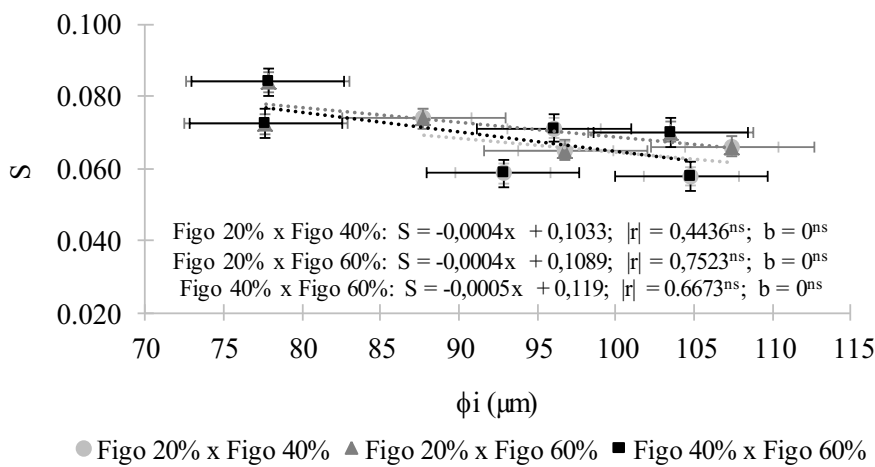 0.100
0.080
0.060
0.040
0.020
S
Figo 20% x Figo 40%: S = -0,0004x + 0,1033; |r| = 0,4436ns; b = 0ns
Figo 20% x Figo 60%: S = -0,0004x + 0,1089; |r| = 0,7523ns; b = 0ns
Figo 40% x Figo 60%: S = -0,0005x + 0,119; |r| = 0.6673ns; b = 0ns
70 75 80 85 90 95 100 105 110 115
ϕi (µm)
Figo 20% x Figo 40% Figo 20% x Figo 60% Figo 40% x Figo 60%